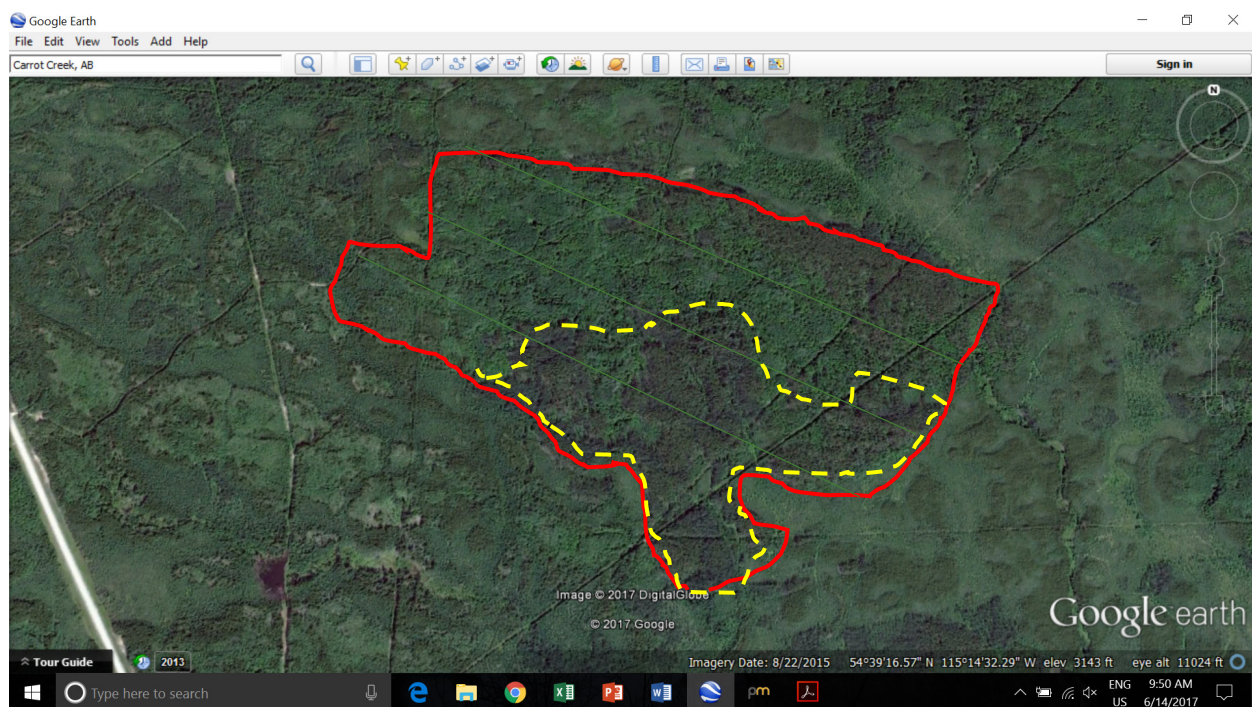 Google Earth
File Edit View Tools Add Help
Carrot Creek, AB
Sign in
N
Image © 2017 DigitalGlobe
© 2017 Google
Google earth
Tour Guide
2013
Imagery Date: 8/22/2015 54°39'16.57" N 115°14'32.29" W elev 3143 ft eye alt 11024 ft
Type here to search
pm
ENG
US
9:50 AM
6/14/2017